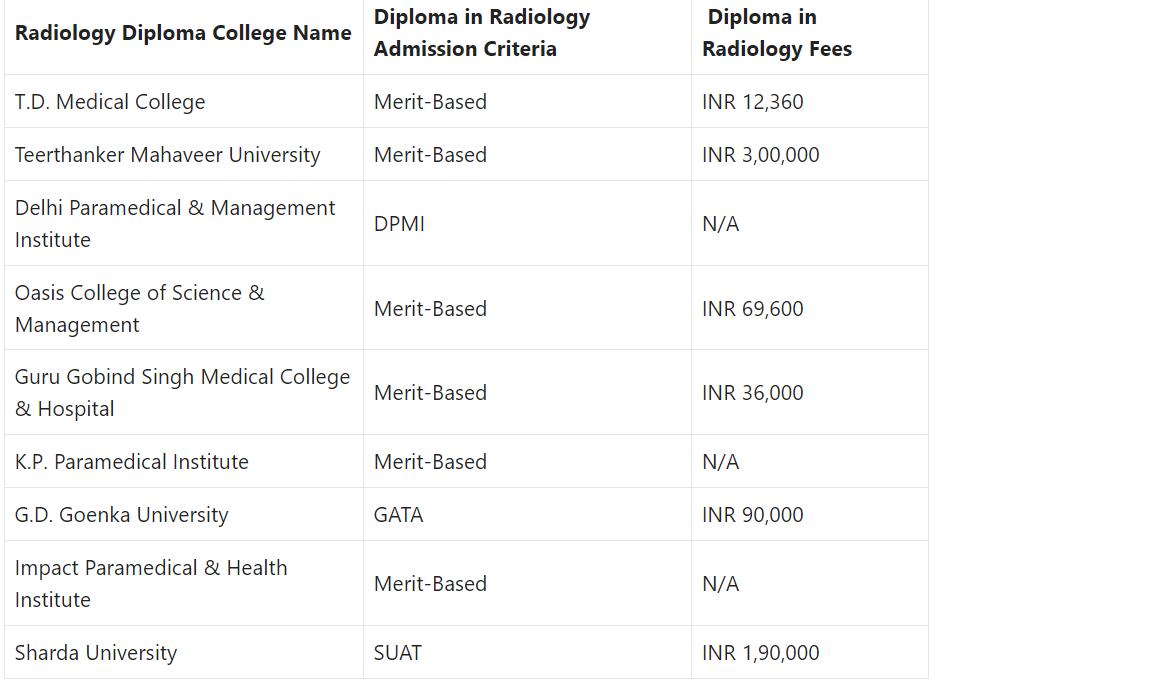 Radiology Diploma College Name
Diploma in Radiology
Admission Criteria
Diploma in
Radiology Fees
T.D. Medical College
Merit-Based
INR 12,360
Teerthanker Mahaveer University
Merit-Based
INR 3,00,000
Delhi Paramedical & Management
Institute
DPMI
N/A
Oasis College of Science &
Management
Merit-Based
INR 69,600
Guru Gobind Singh Medical College
& Hospital
Merit-Based
INR 36,000
K.P. Paramedical Institute
Merit-Based
N/A
G.D. Goenka University
GATA
INR 90,000
Impact Paramedical & Health
Institute
Merit-Based
N/A
Sharda University
SUAT
INR 1,90,000